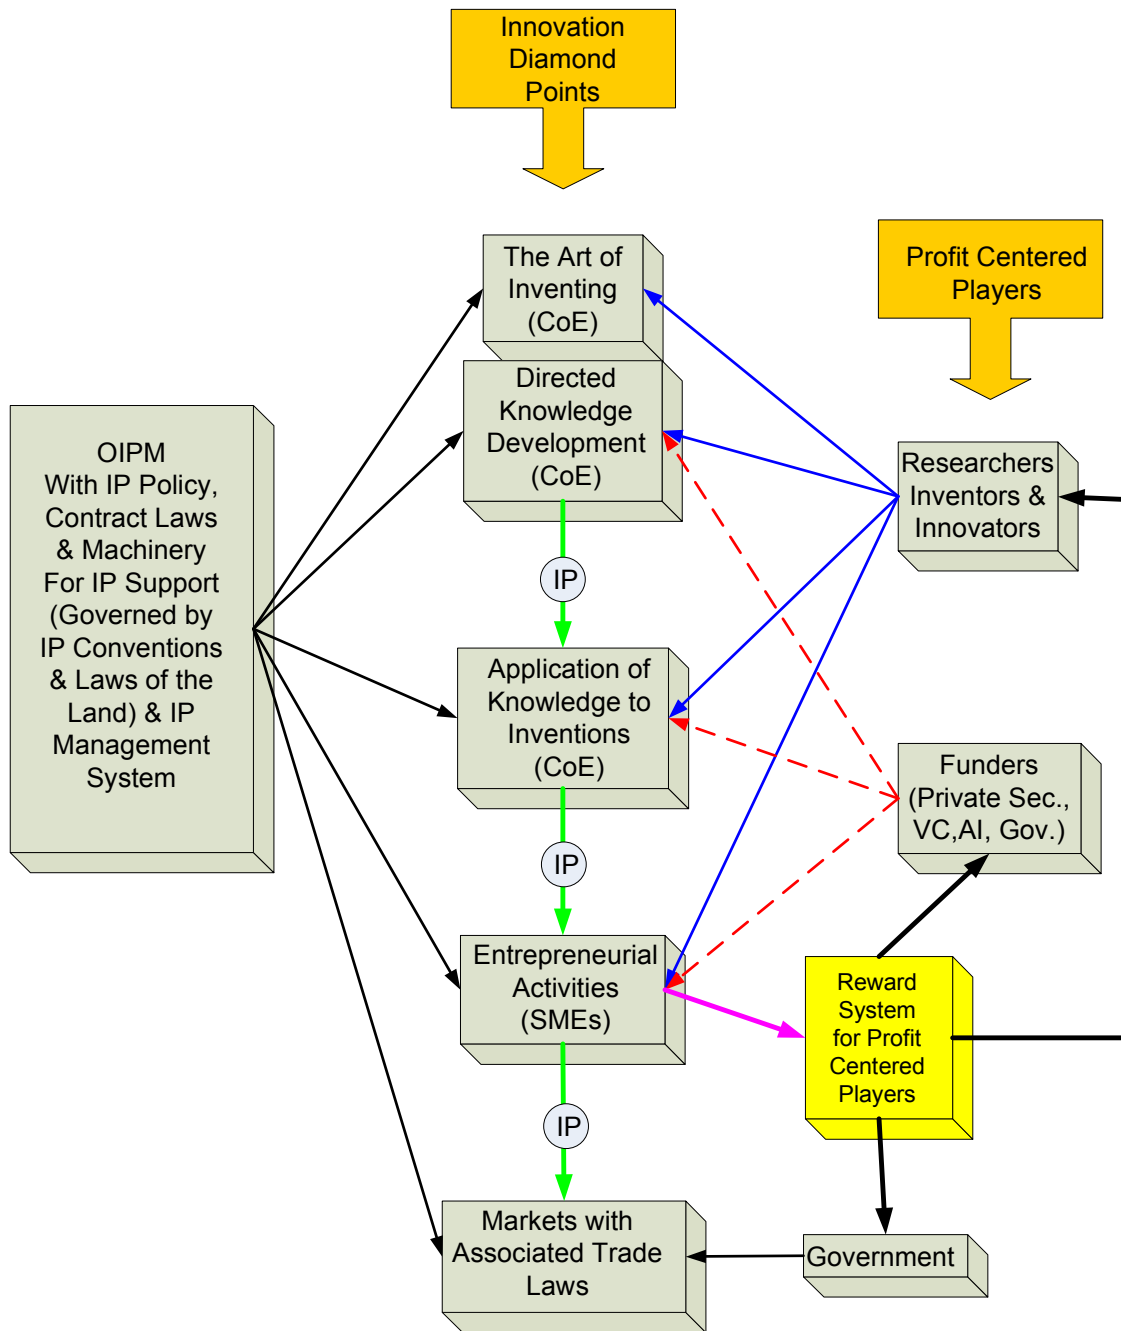 Innovation
Diamond
Points
Profit Centered
Players
The Art of
Inventing
(CoE)
Directed
Knowledge
Development
(CoE)
OIPM
With IP Policy,
Contract Laws
& Machinery
For IP Support
(Governed by
IP Conventions
& Laws of the
Land) & IP
Management
System
Researchers
Inventors &
Innovators
IP
Application of
Knowledge to
Inventions
(CoE)
Funders
(Private Sec.,
VC,AI, Gov.)
IP
Entrepreneurial
Activities
(SMEs)
Reward
System
for Profit
Centered
Players
IP
Markets with
Associated Trade
Laws
Government